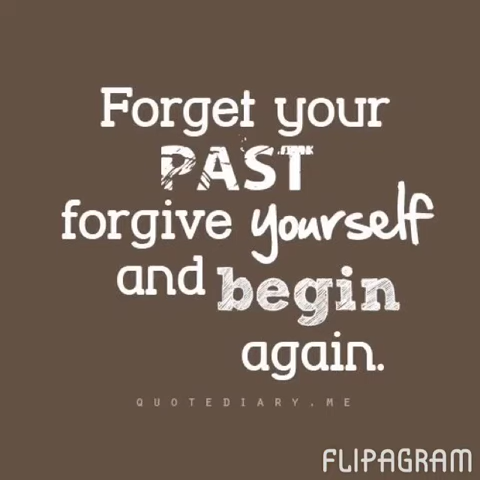 Forget your
PAST
forgive yourself
and begin
again.
QUOTEDIARY.ME
FLIPAGRAM